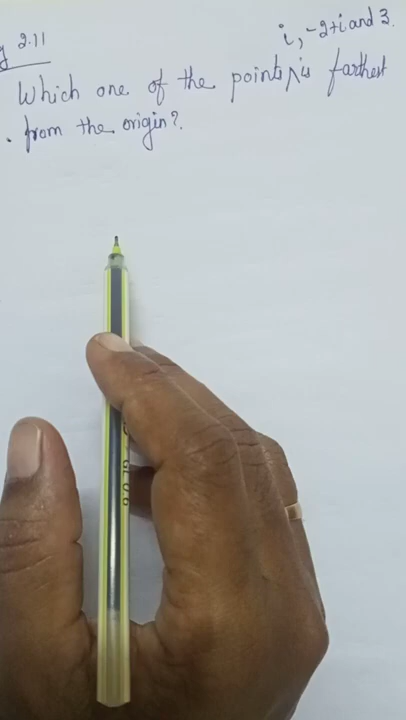 g 2.11
i, -2+i and 3.
Which one of the points ∧ is farthest
from the origin?